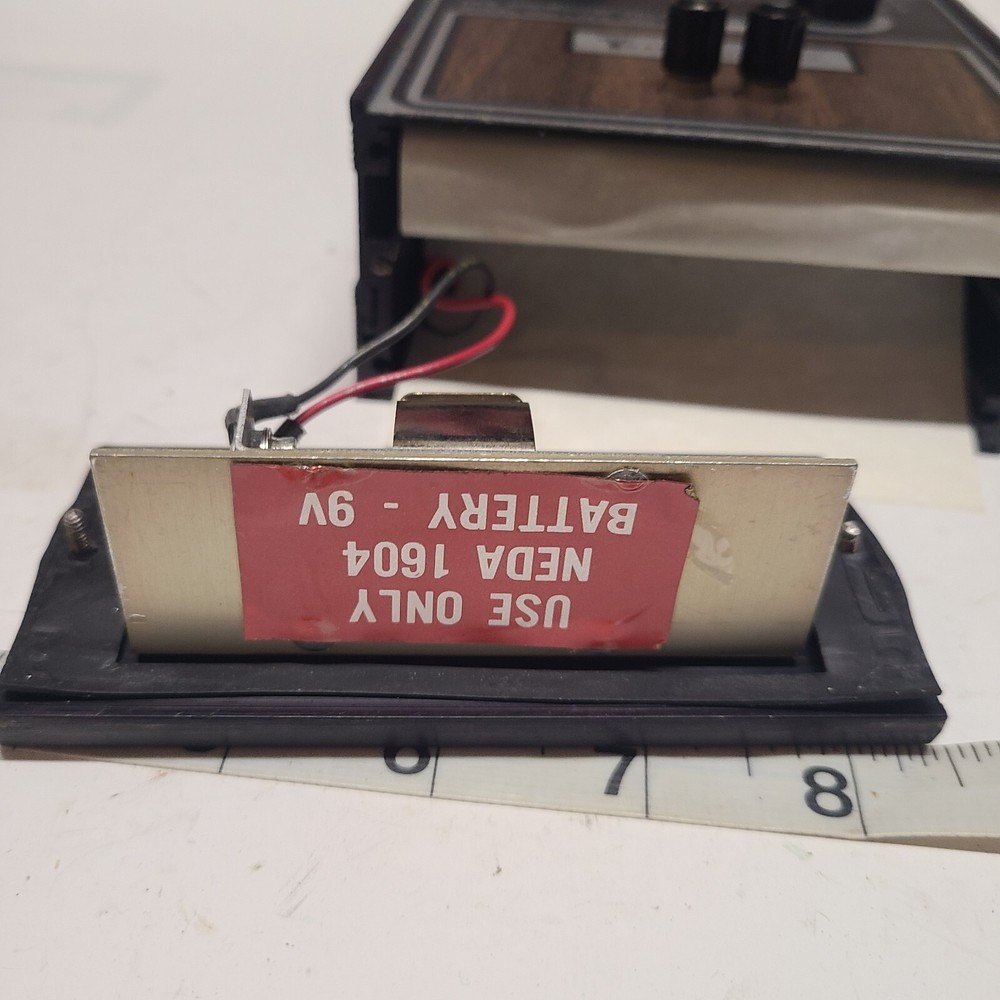 USE ONLY
NEDA 1604
BATTERY - 9V
6 7 8